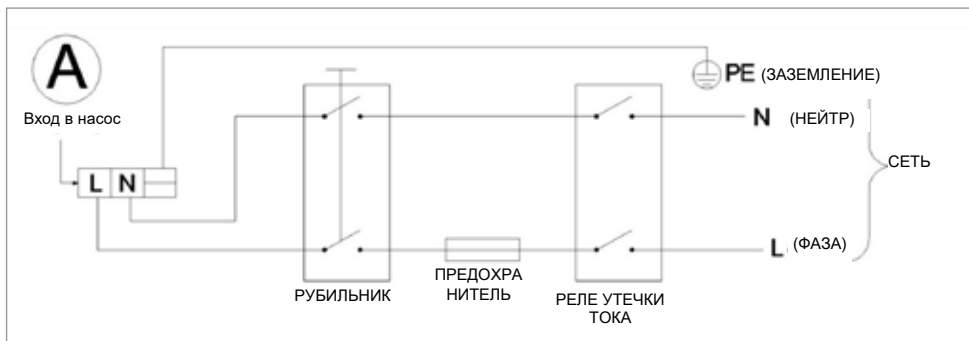 A
Вход в насос
L N
PE (ЗАЗЕМЛЕНИЕ)
N (НЕЙТР)
СЕТЬ
L (ФАЗА)
РУБИЛЬНИК
ПРЕДОХРА
НИТЕЛЬ
РЕЛЕ УТЕЧКИ
ТОКА